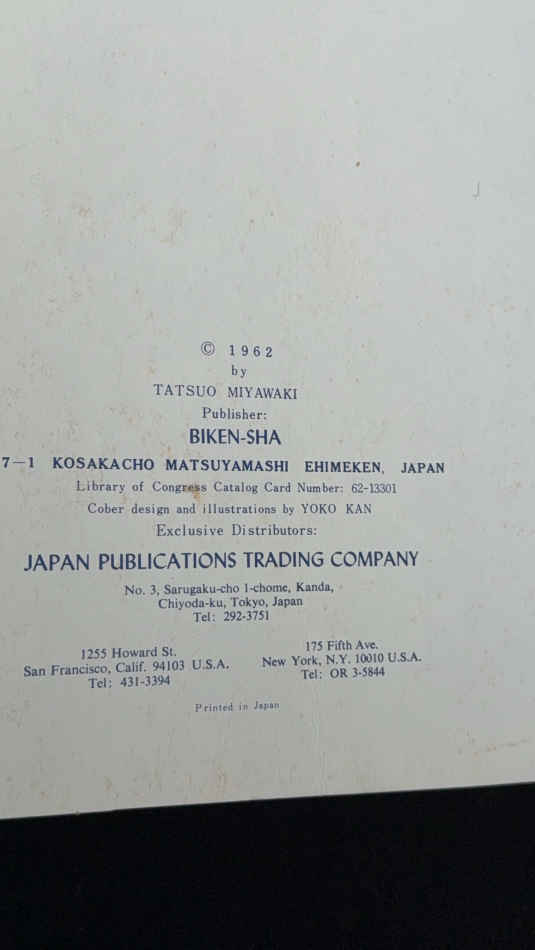 © 1962
by
TATSUO MIYAWAKI
Publisher:
BIKEN-SHA
7-1 KOSAKACHO MATSUYAMASHI EHIMEKEN, JAPAN
Library of Congress Catalog Card Number: 62-13301
Cober design and illustrations by YOKO KAN
Exclusive Distributors:
JAPAN PUBLICATIONS TRADING COMPANY
No. 3, Sarugaku-cho 1-chome, Kanda,
Chiyoda-ku, Tokyo, Japan
Tel: 292-3751
1255 Howard St.
San Francisco, Calif. 94103 U.S.A.
Tel: 431-3394
175 Fifth Ave.
New York, N.Y. 10010 U.S.A.
Tel: OR 3-5844
Printed in Japan